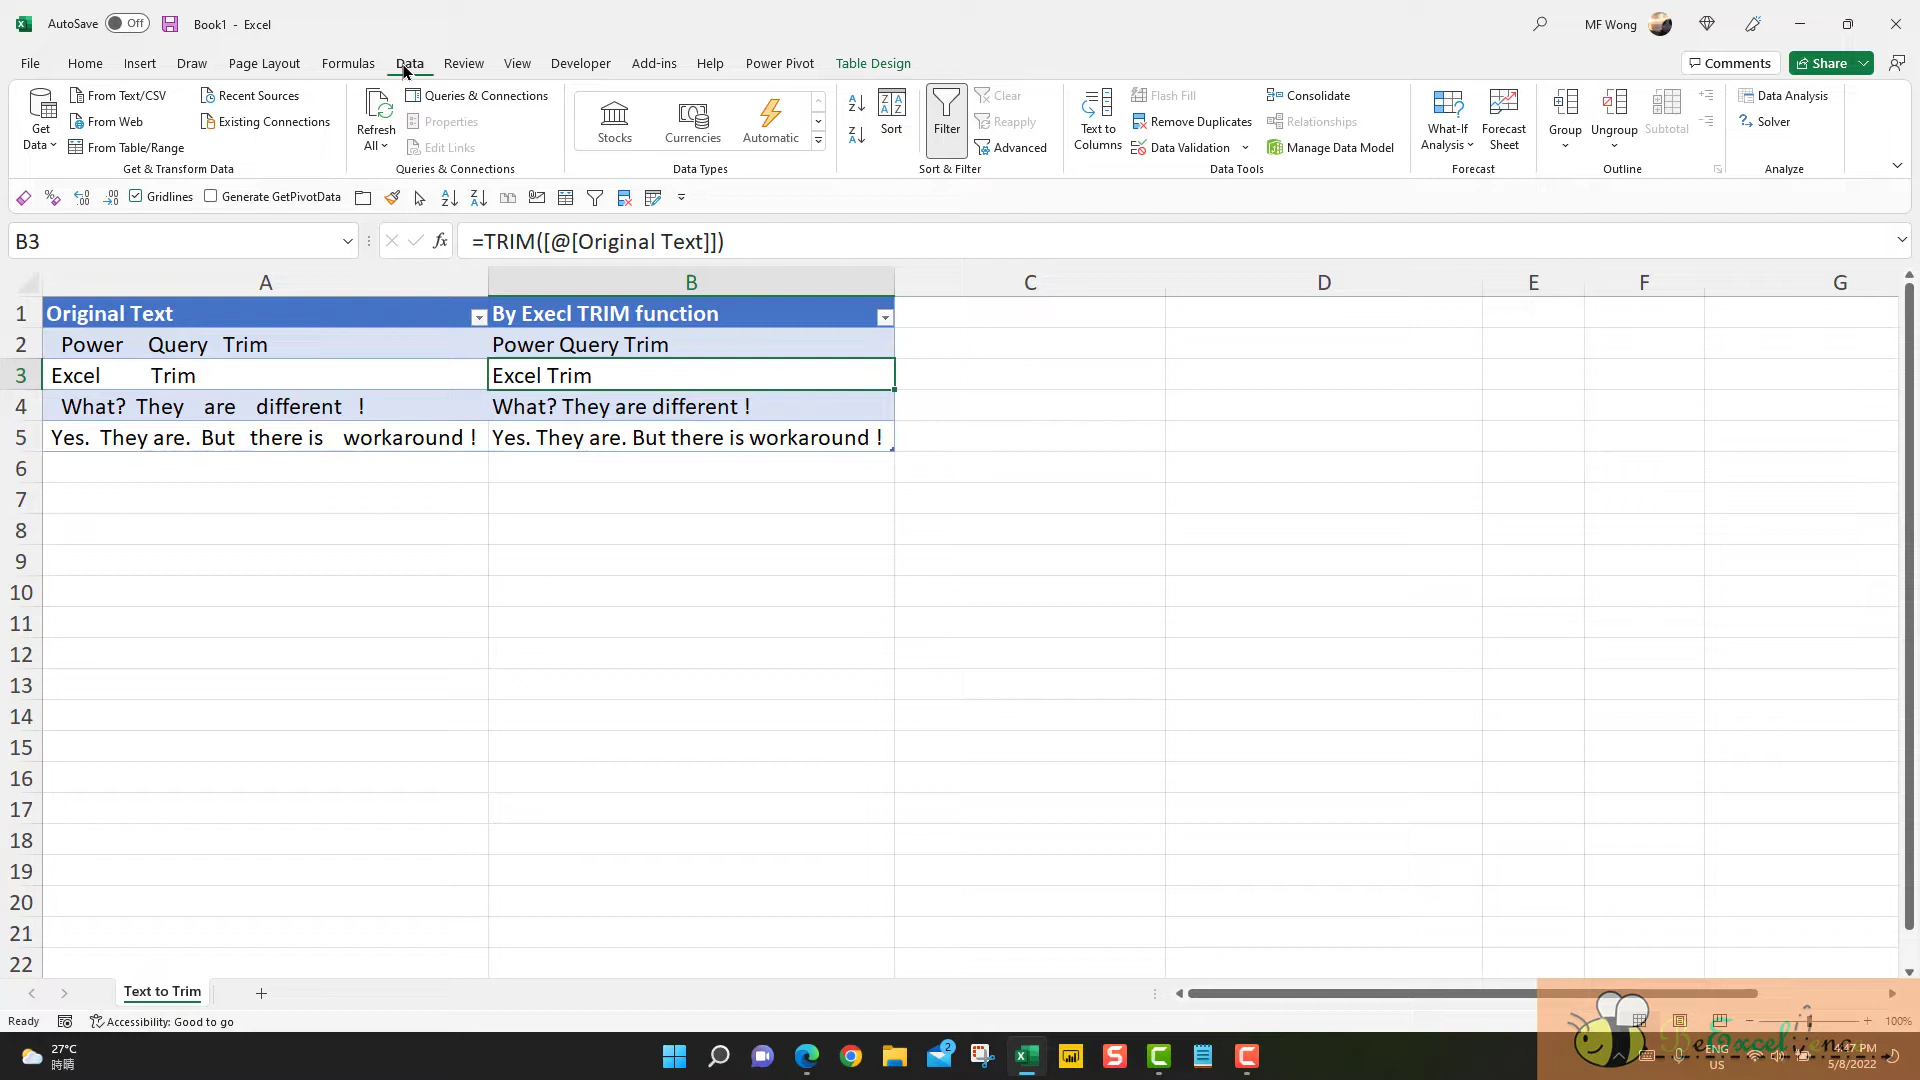 AutoSave Off Book1 - Excel MF Wong
File Home Insert Draw Page Layout Formulas Data Review View Developer Add-ins Help Power Pivot Table Design Comments Share
Get Data
From Text/CSV
From Web
From Table/Range
Recent Sources
Existing Connections
Get & Transform Data
Refresh All
Queries & Connections
Properties
Edit Links
Queries & Connections
Stocks
Currencies
Automatic
Data Types
Sort
Filter
Clear
Reapply
Advanced
Sort & Filter
Text to Columns
Flash Fill
Remove Duplicates
Data Validation
Consolidate
Relationships
Manage Data Model
Data Tools
What-If Analysis
Forecast Sheet
Forecast
Group
Ungroup
Subtotal
Outline
Data Analysis
Solver
Analyze
Gridlines Generate GetPivotData
B3 fx =TRIM([@[Original Text]])
A B C D E F G
1 Original Text By Execl TRIM function
2 Power Query Trim Power Query Trim
3 Excel Trim Excel Trim
4 What? They are different ! What? They are different !
5 Yes. They are. But there is workaround ! Yes. They are. But there is workaround !
6
7
8
9
10
11
12
13
14
15
16
17
18
19
20
21
22
Text to Trim
Ready Accessibility: Good to go 100%
27°C
時晴
2
ENG
US
4:47 PM
5/8/2022